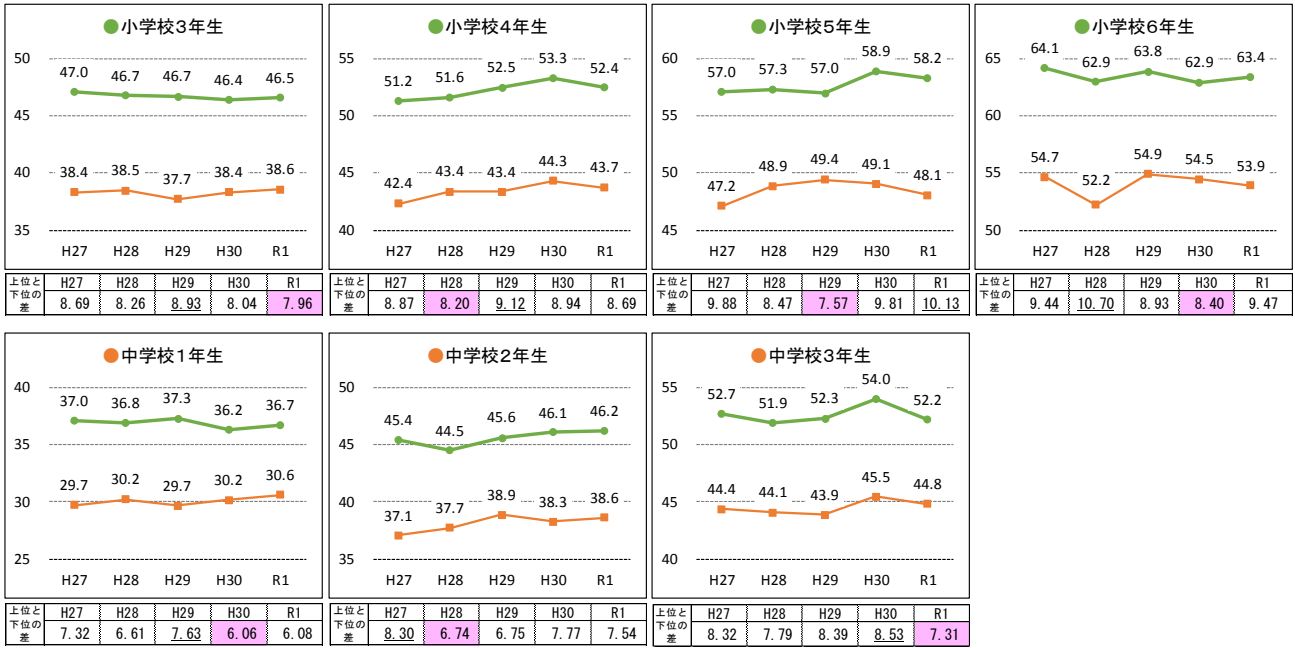 ●小学校3年生
50
45
40
35
47.0 46.7 46.7 46.4 46.5
38.4 38.5 37.7 38.4 38.6
H27 H28 H29 H30 R1
上位と下位の差 H27 H28 H29 H30 R1
8.69 8.26 8.93 8.04 7.96
●小学校4年生
55
50
45
40
51.2 51.6 52.5 53.3 52.4
42.4 43.4 43.4 44.3 43.7
H27 H28 H29 H30 R1
上位と下位の差 H27 H28 H29 H30 R1
8.87 8.20 9.12 8.94 8.69
●小学校5年生
60
55
50
45
57.0 57.3 57.0 58.9 58.2
47.2 48.9 49.4 49.1 48.1
H27 H28 H29 H30 R1
上位と下位の差 H27 H28 H29 H30 R1
9.88 8.47 7.57 9.81 10.13
●小学校6年生
65
60
55
50
64.1 62.9 63.8 62.9 63.4
54.7 52.2 54.9 54.5 53.9
H27 H28 H29 H30 R1
上位と下位の差 H27 H28 H29 H30 R1
9.44 10.70 8.93 8.40 9.47
●中学校1年生
40
35
30
25
37.0 36.8 37.3 36.2 36.7
29.7 30.2 29.7 30.2 30.6
H27 H28 H29 H30 R1
上位と下位の差 H27 H28 H29 H30 R1
7.32 6.61 7.63 6.06 6.08
●中学校2年生
50
45
40
35
45.4 44.5 45.6 46.1 46.2
37.1 37.7 38.9 38.3 38.6
H27 H28 H29 H30 R1
上位と下位の差 H27 H28 H29 H30 R1
8.30 6.74 6.75 7.77 7.54
●中学校3年生
55
50
45
40
52.7 51.9 52.3 54.0 52.2
44.4 44.1 43.9 45.5 44.8
H27 H28 H29 H30 R1
上位と下位の差 H27 H28 H29 H30 R1
8.32 7.79 8.39 8.53 7.31